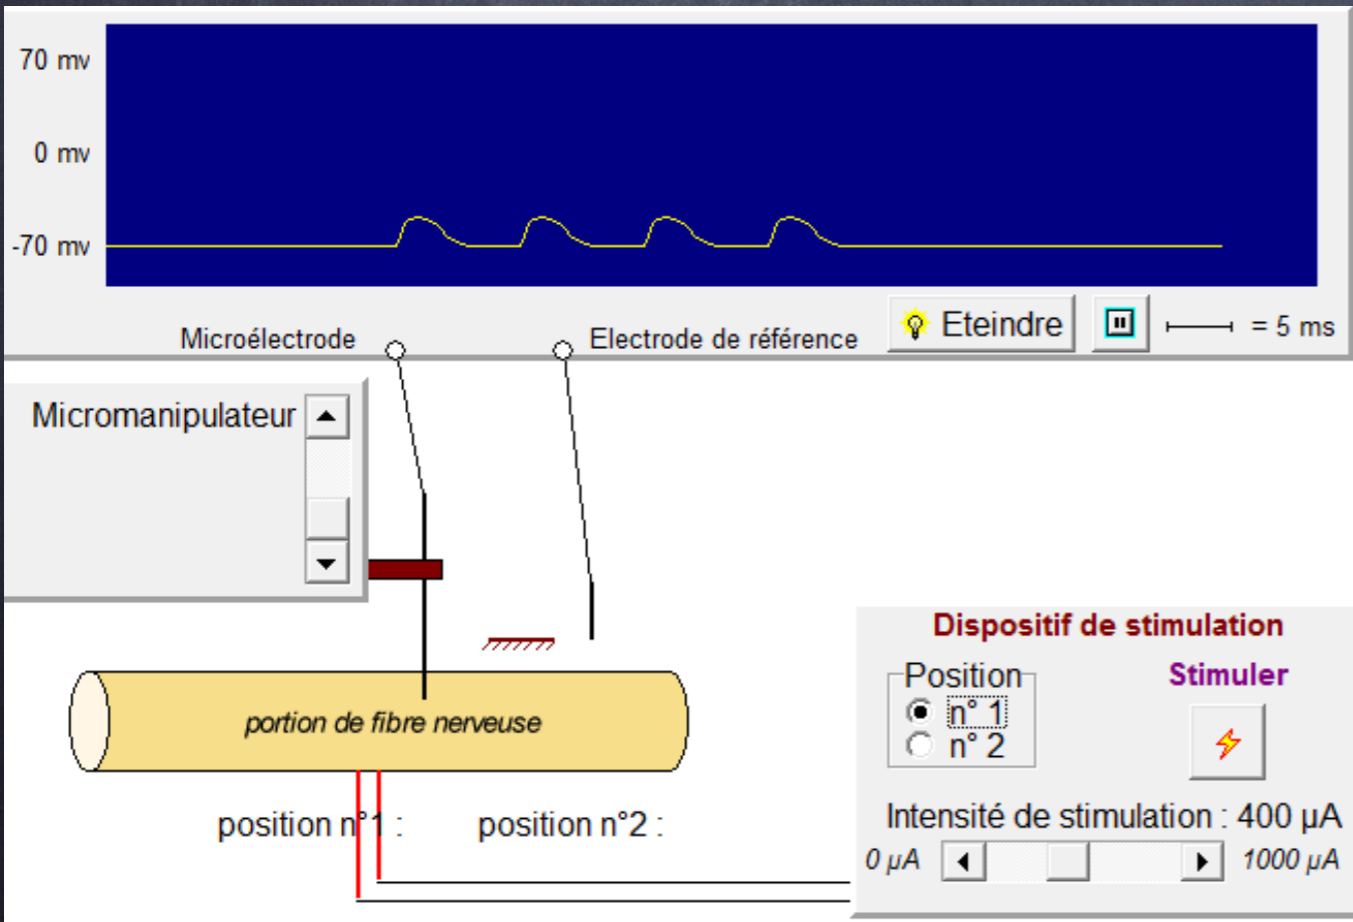 70 mv
0 mv
-70 mv
Microélectrode
Electrode de référence
Eteindre
= 5 ms
Micromanipulateur
portion de fibre nerveuse
position n°1 :
position n°2 :
Dispositif de stimulation
Position
n° 1
n° 2
Stimuler
Intensité de stimulation : 400 µA
0 µA
1000 µA